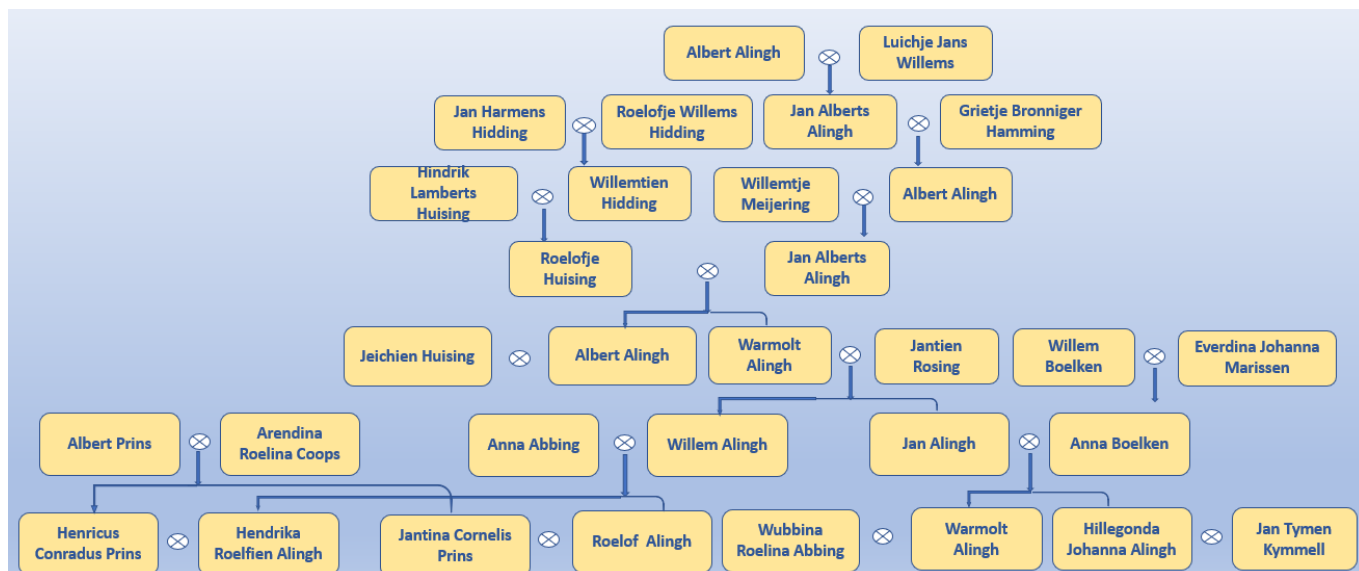 Albert Alingh
Luichje Jans
Willems
Jan Harmens
Hidding
Roelofje Willems
Hidding
Jan Alberts
Alingh
Grietje Bronniger
Hamming
Hindrik
Lamberts
Huising
Willemtien
Hidding
Willemtje
Meijering
Albert Alingh
Roelofje
Huising
Jan Alberts
Alingh
Jeichien Huising
Albert Alingh
Warmolt
Alingh
Jantien
Rosing
Willem
Boelken
Everdina Johanna
Marissen
Albert Prins
Arendina
Roelina Coops
Anna Abbing
Willem Alingh
Jan Alingh
Anna Boelken
Henricus
Conradus Prins
Hendrika
Roelfien Alingh
Jantina Cornelis
Prins
Roelof Alingh
Wubbina
Roelina Abbing
Warmolt
Alingh
Hillegonda
Johanna Alingh
Jan Tymen
Kymmell